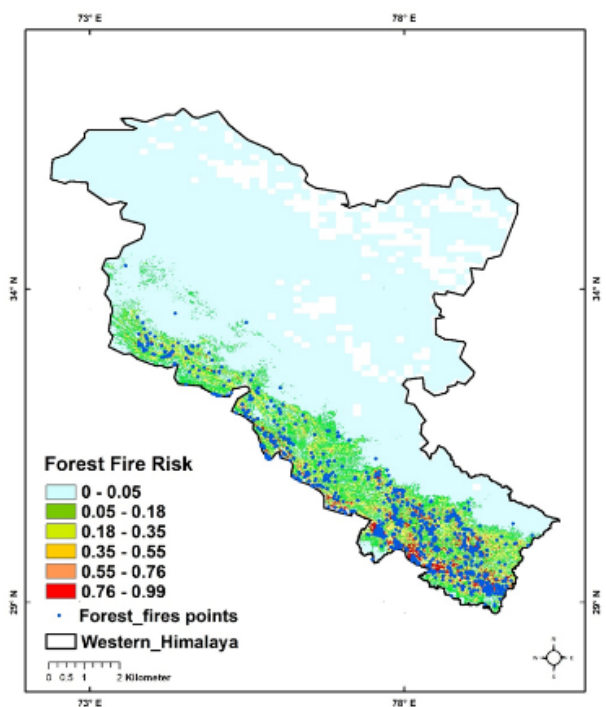 73° E 78° E
34° N 34° N
Forest Fire Risk
0 - 0.05
0.05 - 0.18
0.18 - 0.35
0.35 - 0.55
0.55 - 0.76
0.76 - 0.99
Forest_fires points
Western_Himalaya
29° N 29° N
0 0.5 1 2 Kilometer
N
W E
S
73° E 78° E